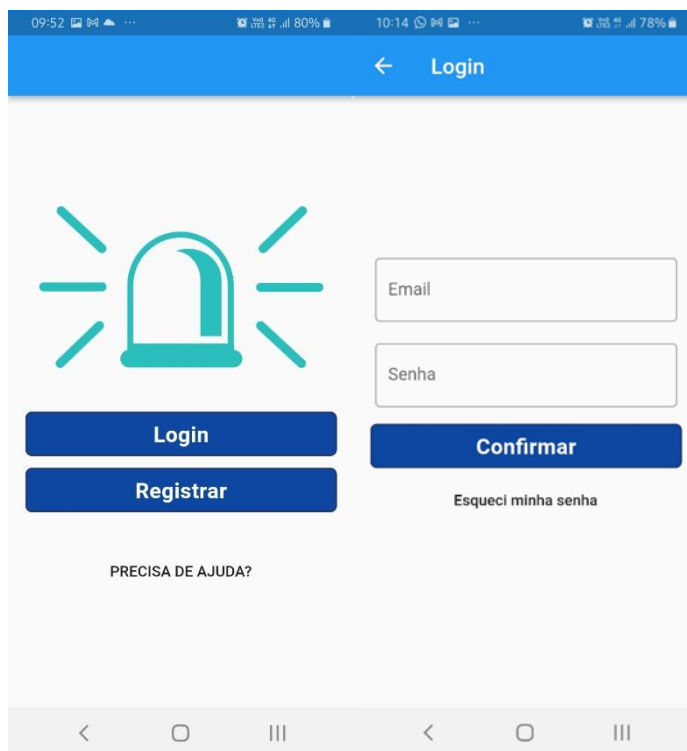 09:52
80%
Login
Registrar
PRECISA DE AJUDA?
10:14
78%
Login
Email
Senha
Confirmar
Esqueci minha senha